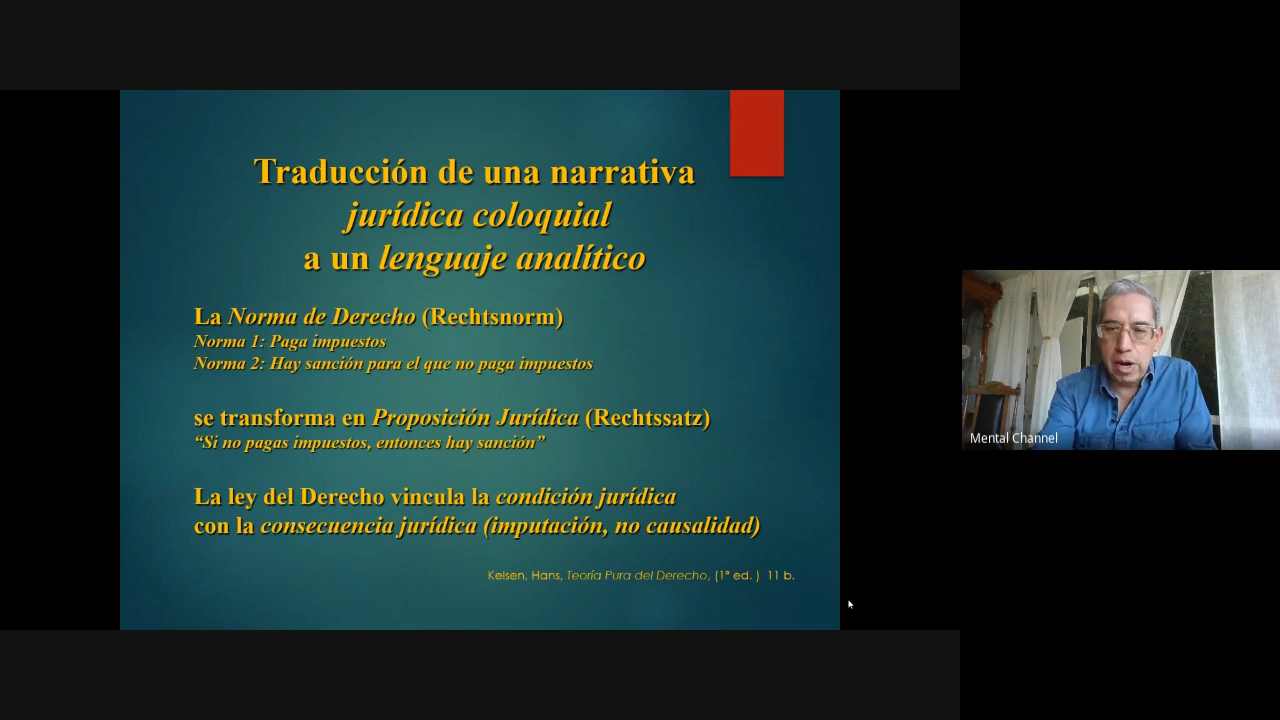 Traducción de una narrativa
jurídica coloquial
a un lenguaje analítico
La Norma de Derecho (Rechtsnorm)
Norma 1: Paga impuestos
Norma 2: Hay sanción para el que no paga impuestos
se transforma en Proposición Jurídica (Rechtssatz)
“Si no pagas impuestos, entonces hay sanción”
La ley del Derecho vincula la condición jurídica
con la consecuencia jurídica (imputación, no causalidad)
Kelsen, Hans, Teoría Pura del Derecho, (1ª ed. ) 11 b.
Mental Channel